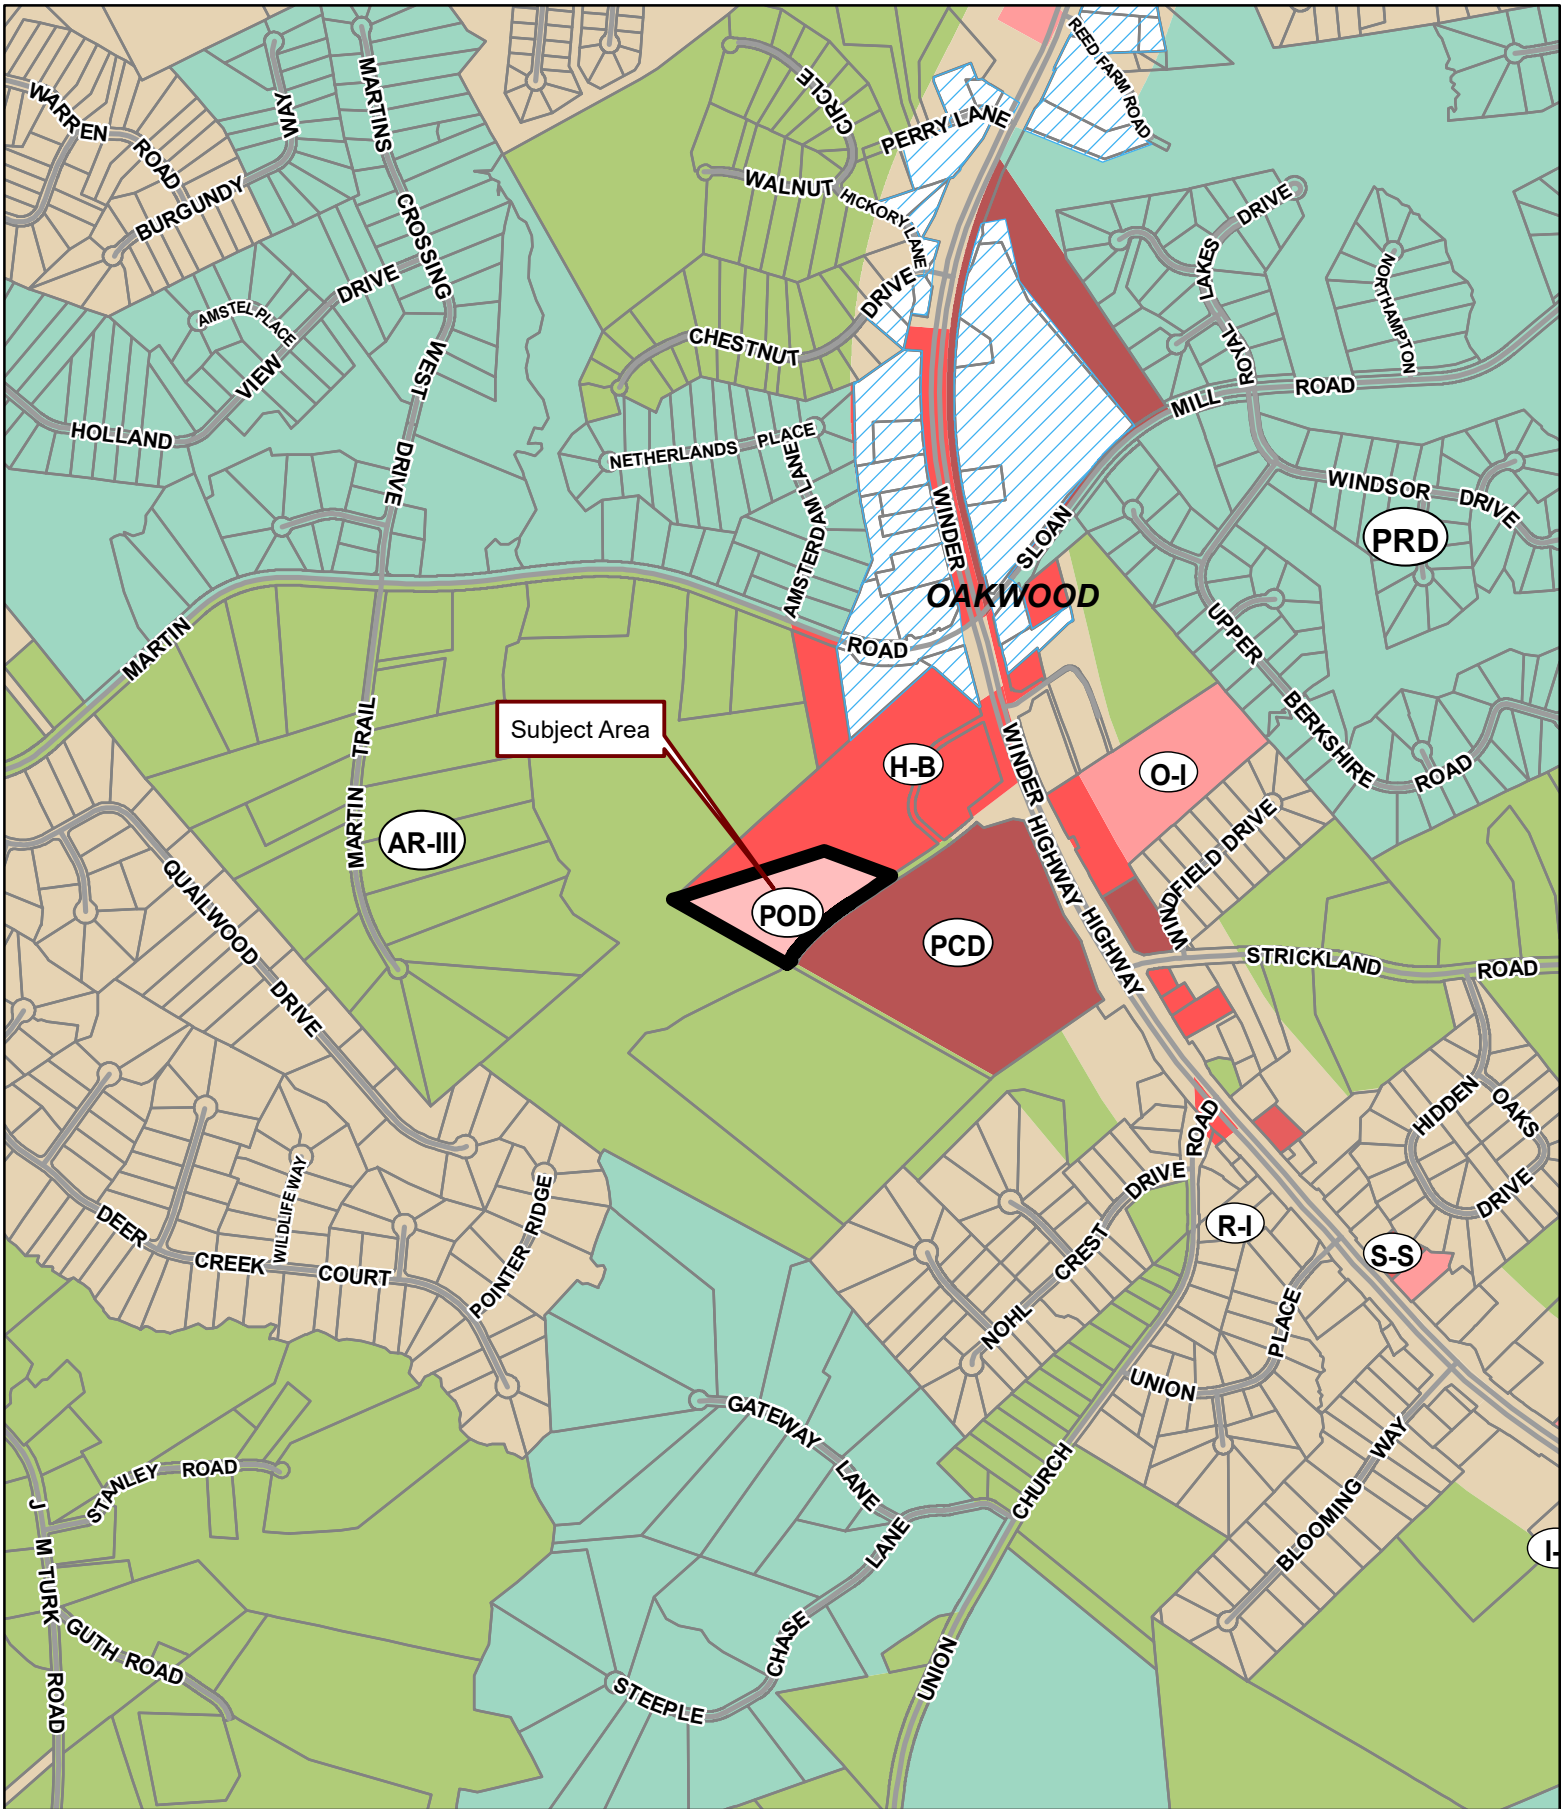 REED FARM ROAD
MARTINS
CIRCLE
WARREN
ROAD
WAY
PERRY LANE
BURGUNDY
WALNUT
HICKORY LANE
CROSSING
DRIVE
LAKES
AMSTEL PLACE
DRIVE
DRIVE
NORTHAMPTON
CHESTNUT
VIEW
WEST
ROYAL
ROAD
MILL
HOLLAND
NETHERLANDS
PLACE
DRIVE
AMSTERDAM LANE
WINDER
SLOAN
WINDSOR
DRIVE
PRD
OAKWOOD
MARTIN
ROAD
UPPER
BERKSHIRE
ROAD
Subject Area
MARTIN
TRAIL
WINDER
HIGHWAY
H-B
O-I
AR-III
WINDFIELD DRIVE
QUAILWOOD
DRIVE
POD
PCD
HIGHWAY
STRICKLAND
ROAD
HIDDEN
OAKS
DRIVE
ROAD
DRIVE
CREST
NOHL
R-I
S-S
WILDLIFE WAY
POINTER
RIDGE
DEER
CREEK
COURT
PLACE
UNION
GATEWAY
LANE
CHURCH
BLOOMING
WAY
STANLEY
ROAD
LANE
I-
J
M TURK
ROAD
GUTH ROAD
CHASE
STEEPLE
UNION